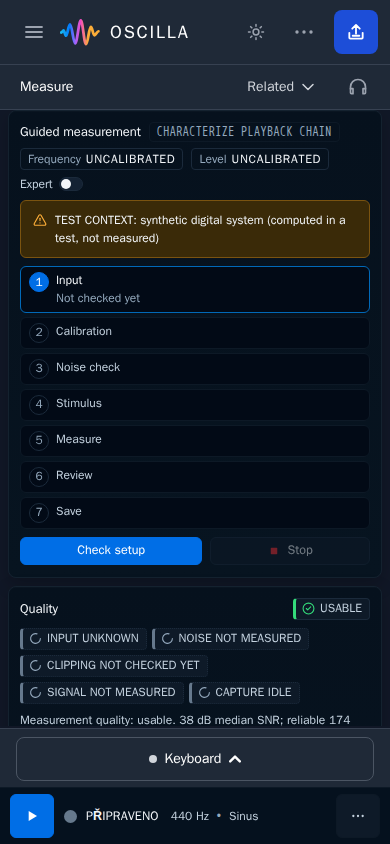 OSCILLA
Measure Related
Guided measurement CHARACTERIZE PLAYBACK CHAIN
Frequency UNCALIBRATED Level UNCALIBRATED
Expert
TEST CONTEXT: synthetic digital system (computed in a
test, not measured)
1 Input
Not checked yet
2 Calibration
3 Noise check
4 Stimulus
5 Measure
6 Review
7 Save
Check setup Stop
Quality USABLE
INPUT UNKNOWN NOISE NOT MEASURED
CLIPPING NOT CHECKED YET
SIGNAL NOT MEASURED CAPTURE IDLE
Measurement quality: usable. 38 dB median SNR; reliable 174
Keyboard
PŘIPRAVENO 440 Hz • Sinus